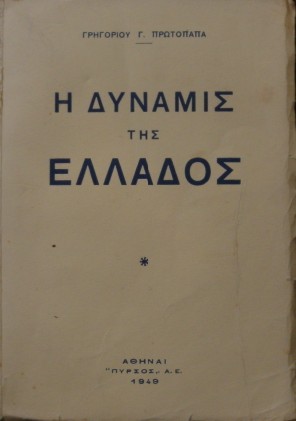 ΓΡΗΓΟΡΙΟΥ Γ. ΠΡΩΤΟΠΑΠΑ
Η ΔΥΝΑΜΙΣ
ΤΗΣ
ΕΛΛΑΔΟΣ
*
ΑΘΗΝΑΙ
"ΠΥΡΣΟΣ„ Α.Ε.
1949